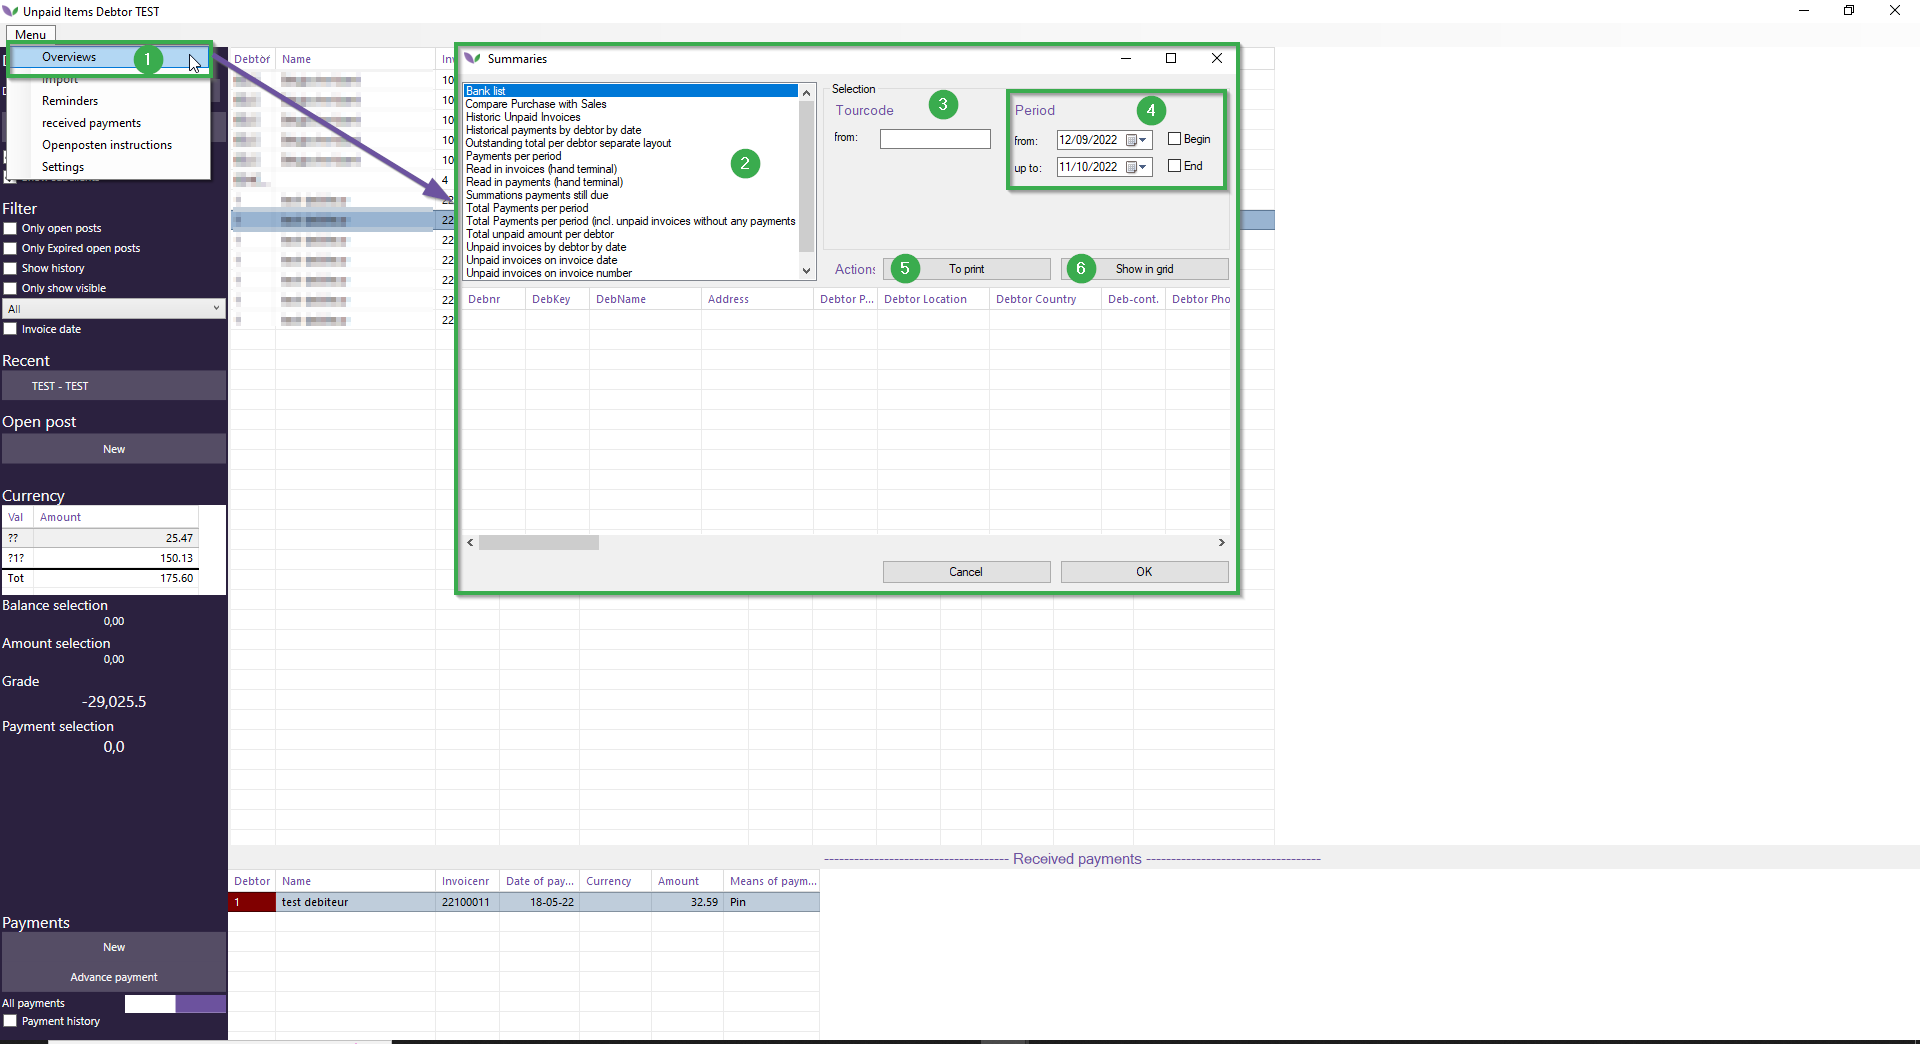 Unpaid Items Debtor TEST
Menu
Overviews
1
Import
Reminders
received payments
Openposten instructions
Settings
Filter
Only open posts
Only Expired open posts
Show history
Only show visible
All
Invoice date
Recent
TEST - TEST
Open post
New
Currency
Val Amount
?? 25.47
?1? 150.13
Tot 175.60
Balance selection
0,00
Amount selection
0,00
Grade
-29,025.5
Payment selection
0,0
Payments
New
Advance payment
All payments
Payment history
Debtor Name
Summaries
Bank list
Compare Purchase with Sales
Historic Unpaid Invoices
Historical payments by debtor by date
Outstanding total per debtor separate layout
Payments per period
Read in invoices (hand terminal)
Read in payments (hand terminal)
Summations payments still due
Total Payments per period
Total Payments per period (incl. unpaid invoices without any payments
Total unpaid amount per debtor
Unpaid invoices by debtor by date
Unpaid invoices on invoice date
Unpaid invoices on invoice number
2
Selection
Tourcode 3
from:
Period 4
from: 12/09/2022 Begin
up to: 11/10/2022 End
Actions 5 To print 6 Show in grid
Debnr DebKey DebName Address Debtor P... Debtor Location Debtor Country Deb-cont. Debtor Pho
Cancel OK
Received payments
Debtor Name Invoicenr Date of pay... Currency Amount Means of paym...
1 test debiteur 22100011 18-05-22 32.59 Pin